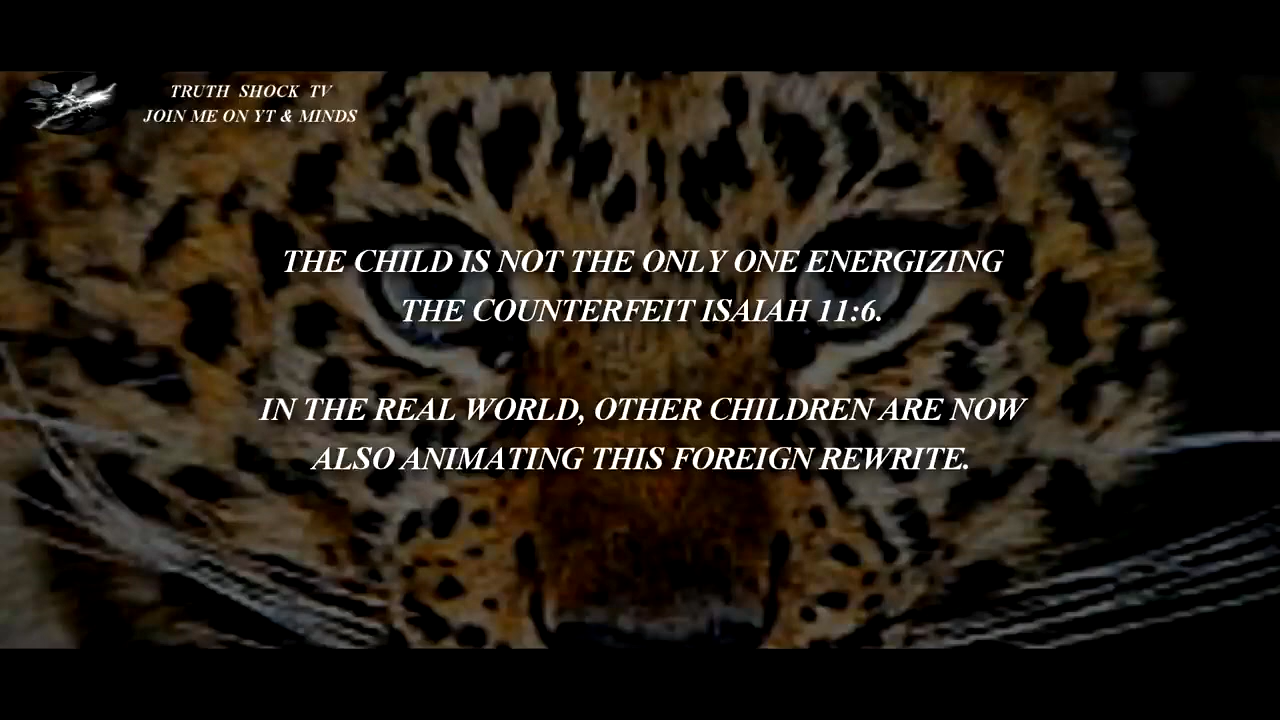 TRUTH SHOCK TV
JOIN ME ON YT & MINDS
THE CHILD IS NOT THE ONLY ONE ENERGIZING
THE COUNTERFEIT ISAIAH 11:6.
IN THE REAL WORLD, OTHER CHILDREN ARE NOW
ALSO ANIMATING THIS FOREIGN REWRITE.